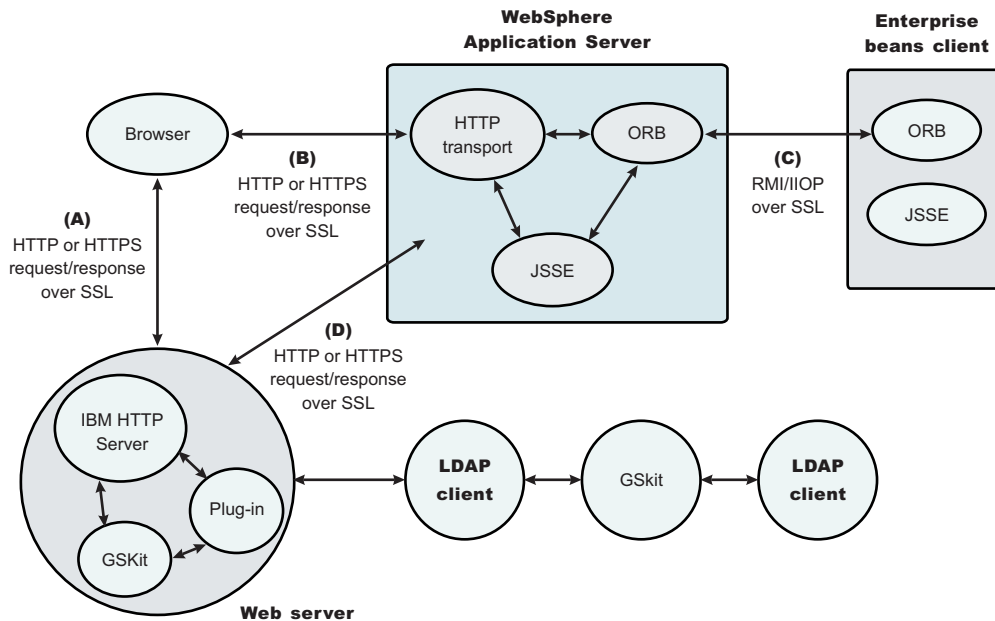 WebSphere
Application Server
Enterprise
beans client
Browser
HTTP
transport
ORB
JSSE
ORB
JSSE
(A)
HTTP or HTTPS
request/response
over SSL
(B)
HTTP or HTTPS
request/response
over SSL
(C)
RMI/IIOP
over SSL
(D)
HTTP or HTTPS
request/response
over SSL
IBM HTTP
Server
Plug-in
GSKit
Web server
LDAP
client
GSkit
LDAP
client